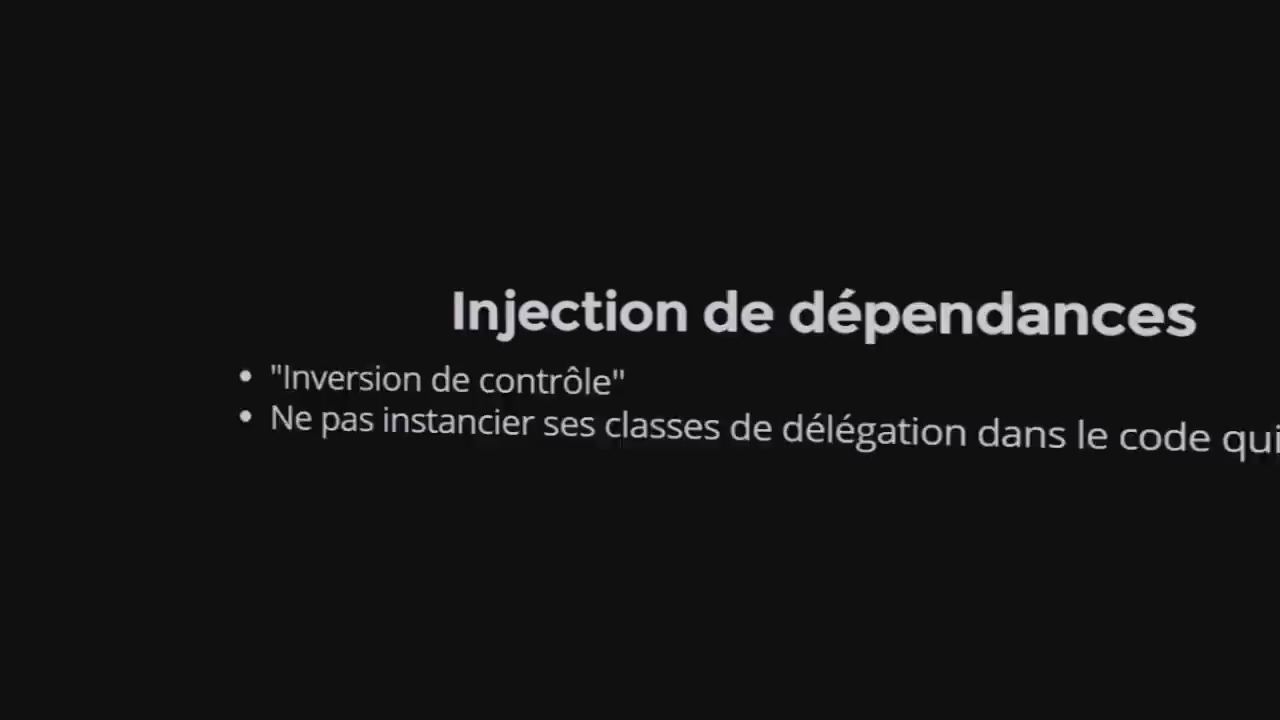 Injection de dépendances
"Inversion de contrôle"
Ne pas instancier ses classes de délégation dans le code qui